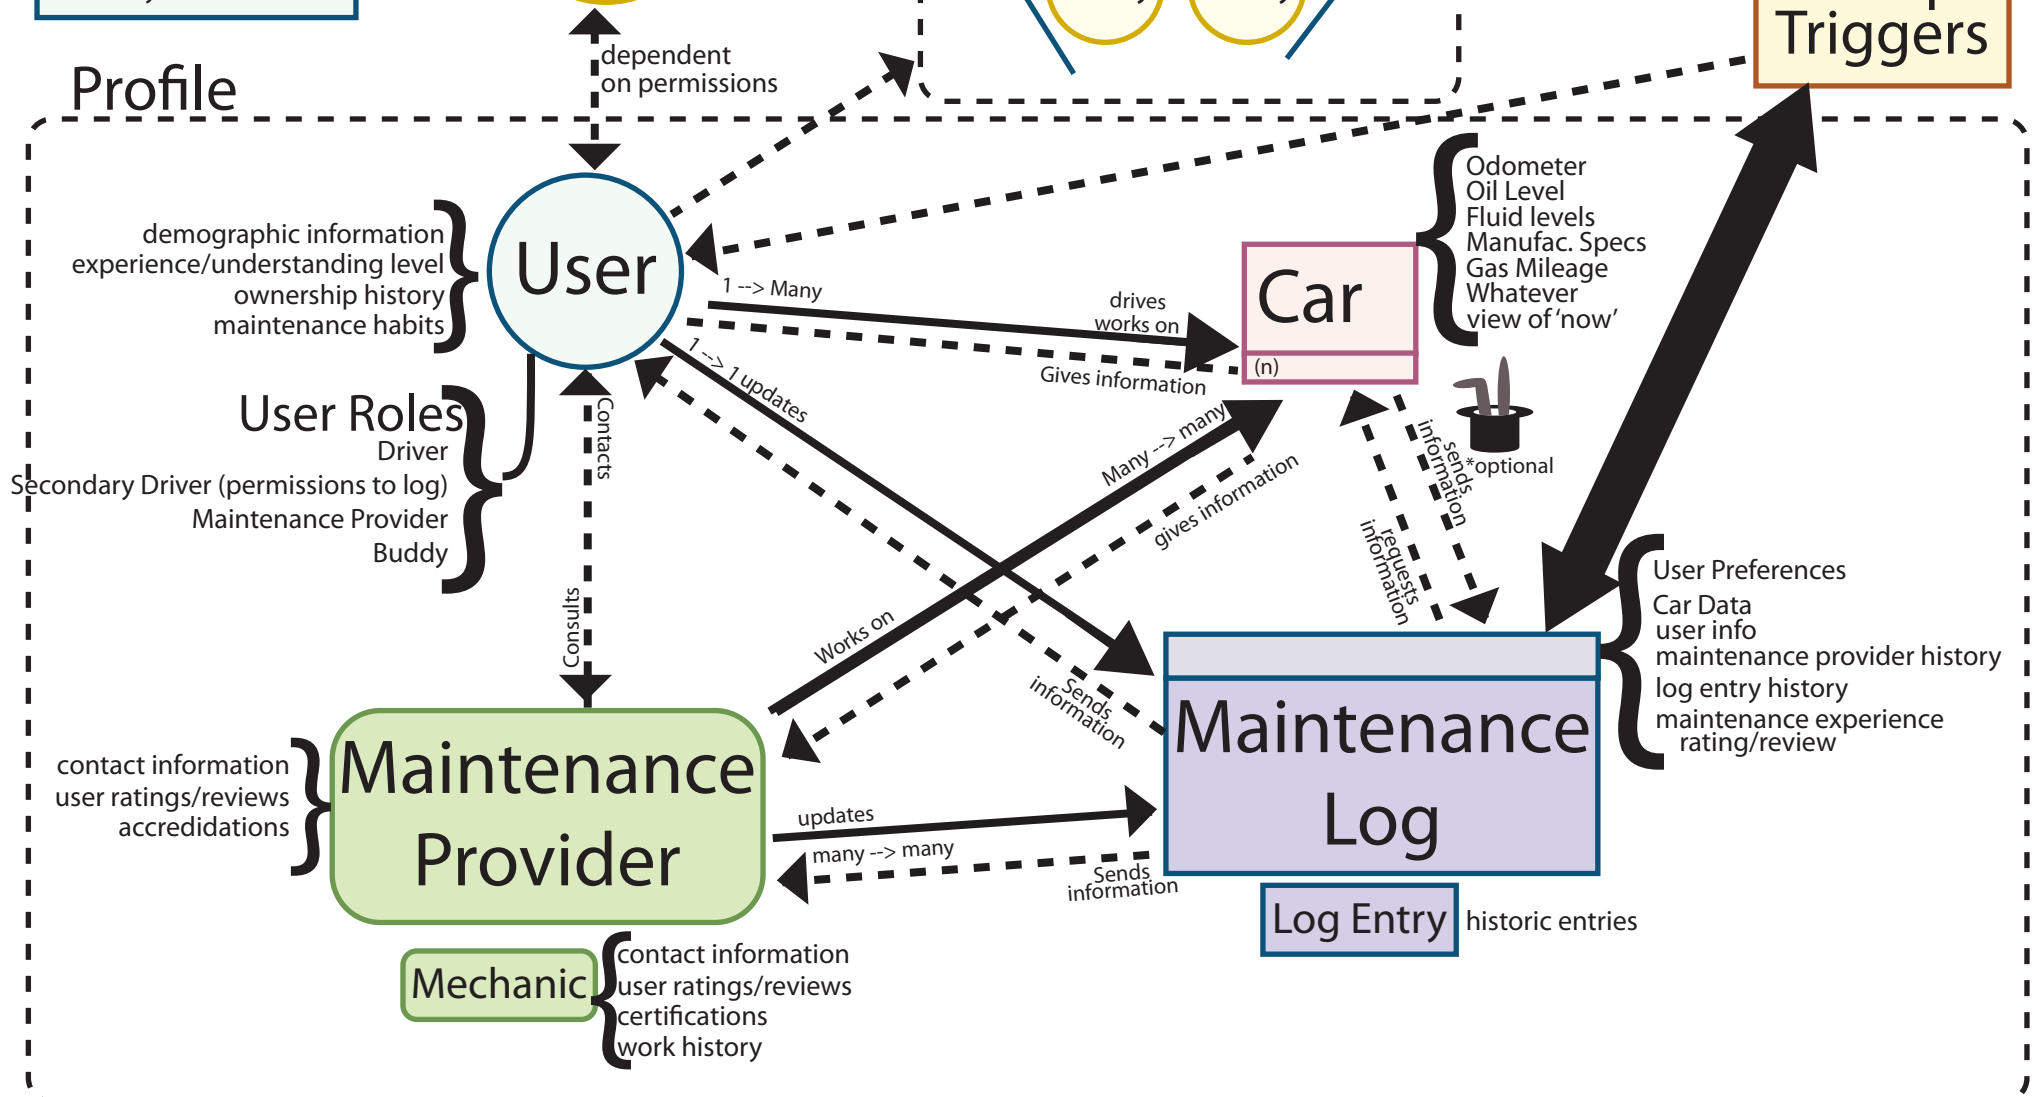 Triggers
dependent
on permissions
Profile
Odometer
Oil Level
Fluid levels
Manufac. Specs
Gas Mileage
Whatever
view of ‘now’
demographic information
experience/understanding level
ownership history
maintenance habits
User
1 --> Many
drives
works on
Gives information
Car
(n)
1 --> 1 updates
Many --> many
gives information
sends
information
*optional
requests
information
User Roles
Driver
Secondary Driver (permissions to log)
Maintenance Provider
Buddy
Contacts
Consults
Works on
Sends
information
User Preferences
Car Data
user info
maintenance provider history
log entry history
maintenance experience
rating/review
Maintenance
Log
contact information
user ratings/reviews
accredidations
Maintenance
Provider
updates
many --> many
Sends
information
Log Entry
historic entries
Mechanic
contact information
user ratings/reviews
certifications
work history